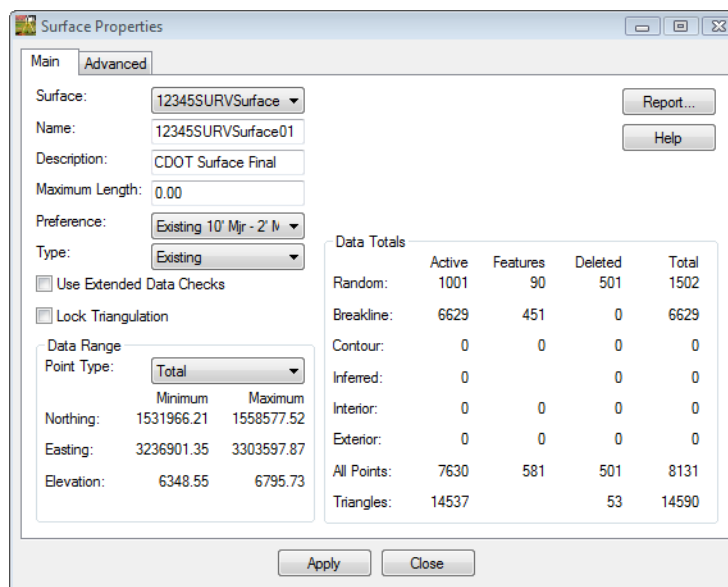 Surface Properties
Main Advanced
Surface: 12345SURVSurface
Name: 12345SURVSurface01
Description: CDOT Surface Final
Maximum Length: 0.00
Preference: Existing 10' Mjr - 2' M
Type: Existing
Use Extended Data Checks
Lock Triangulation
Report...
Help
Data Range
Point Type: Total
Minimum Maximum
Northing: 1531966.21 1558577.52
Easting: 3236901.35 3303597.87
Elevation: 6348.55 6795.73
Data Totals
Active Features Deleted Total
Random: 1001 90 501 1502
Breakline: 6629 451 0 6629
Contour: 0 0 0 0
Inferred: 0 0 0
Interior: 0 0 0 0
Exterior: 0 0 0 0
All Points: 7630 581 501 8131
Triangles: 14537 53 14590
Apply Close